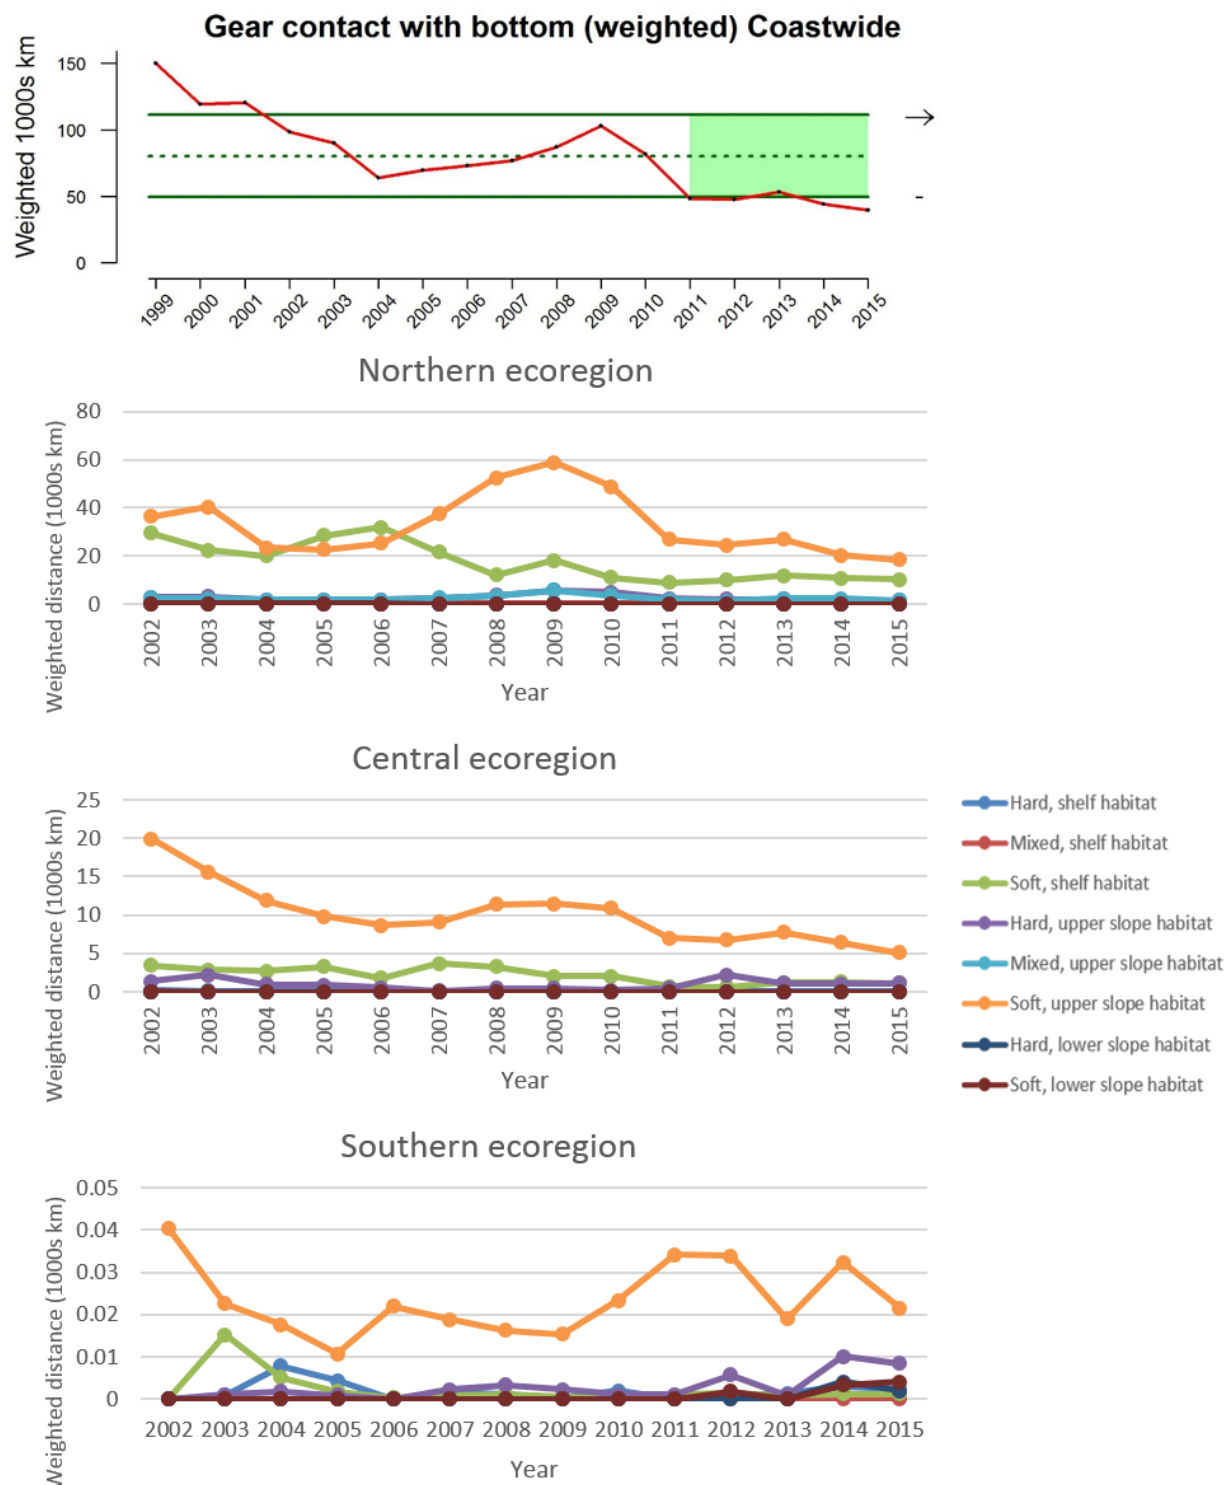 Gear contact with bottom (weighted) Coastwide
Weighted 1000s km
150
100
50
0
→
-
1999 2000 2001 2002 2003 2004 2005 2006 2007 2008 2009 2010 2011 2012 2013 2014 2015
Northern ecoregion
Weighted distance (1000s km)
80
60
40
20
0
2002 2003 2004 2005 2006 2007 2008 2009 2010 2011 2012 2013 2014 2015
Year
Central ecoregion
Weighted distance (1000s km)
25
20
15
10
5
0
2002 2003 2004 2005 2006 2007 2008 2009 2010 2011 2012 2013 2014 2015
Year
Hard, shelf habitat
Mixed, shelf habitat
Soft, shelf habitat
Hard, upper slope habitat
Mixed, upper slope habitat
Soft, upper slope habitat
Hard, lower slope habitat
Soft, lower slope habitat
Southern ecoregion
Weighted distance (1000s km)
0.05
0.04
0.03
0.02
0.01
0
2002 2003 2004 2005 2006 2007 2008 2009 2010 2011 2012 2013 2014 2015
Year